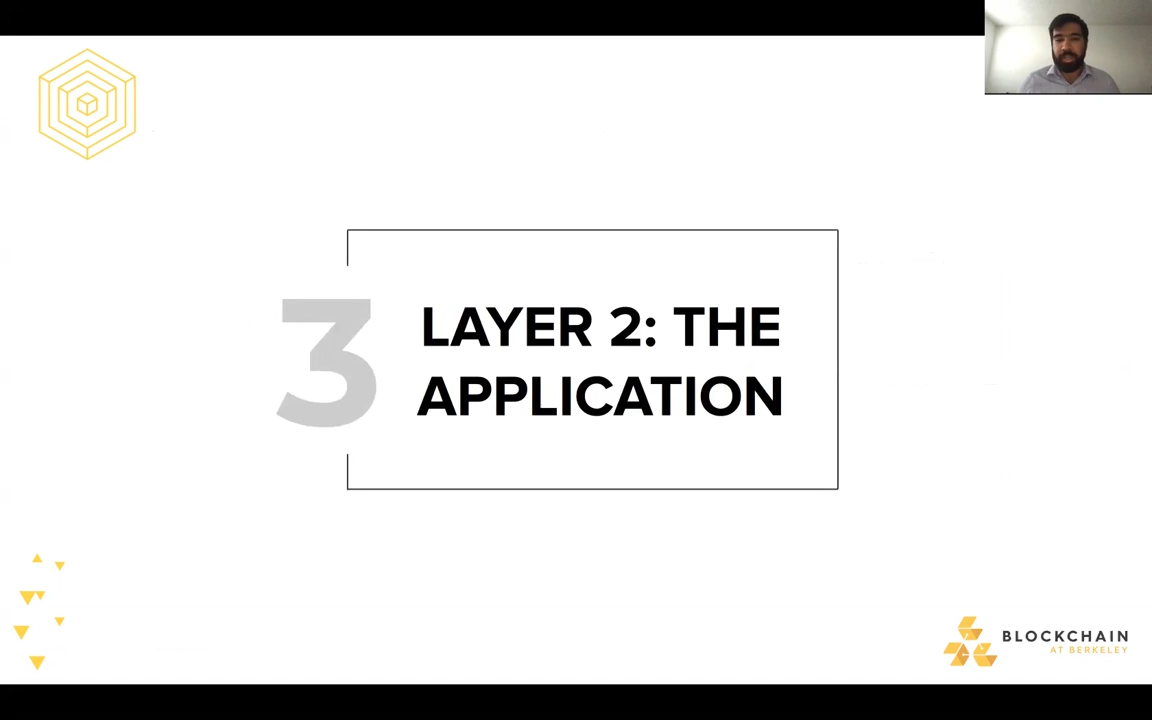 3
LAYER 2: THE
APPLICATION
BLOCKCHAIN
AT BERKELEY